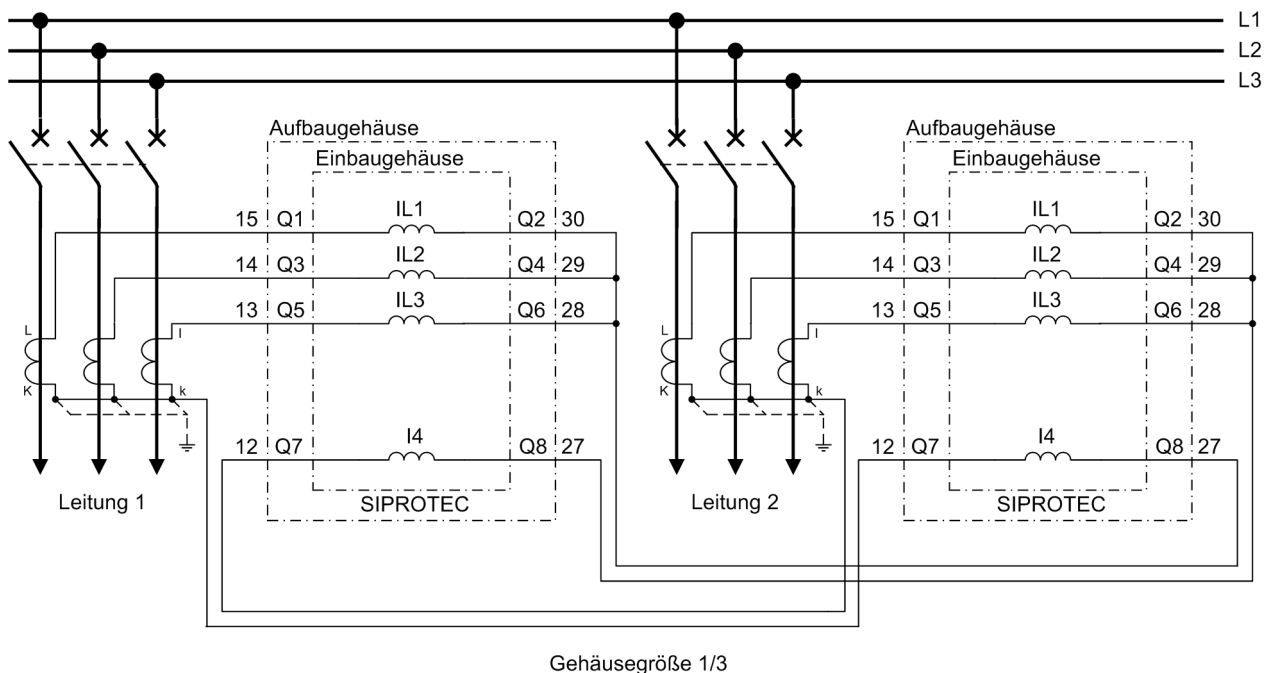 L1
L2
L3
Aufbaugehäuse
Einbaugehäuse
15 Q1 IL1 Q2 30
14 Q3 IL2 Q4 29
13 Q5 IL3 Q6 28
L l
K k
12 Q7 I4 Q8 27
Leitung 1
SIPROTEC
Aufbaugehäuse
Einbaugehäuse
15 Q1 IL1 Q2 30
14 Q3 IL2 Q4 29
13 Q5 IL3 Q6 28
L l
K k
12 Q7 I4 Q8 27
Leitung 2
SIPROTEC
Gehäusegröße 1/3